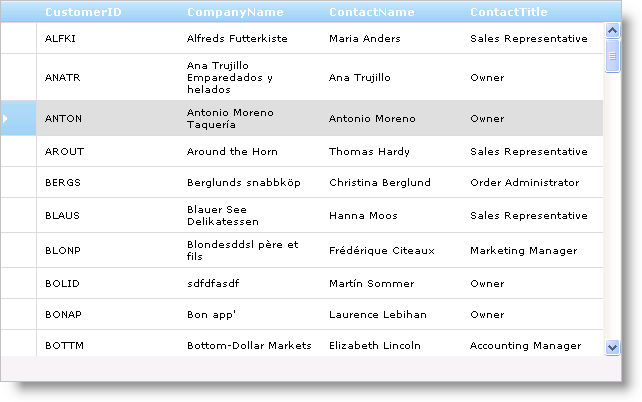 CustomerID CompanyName ContactName ContactTitle
ALFKI Alfreds Futterkiste Maria Anders Sales Representative
ANATR Ana Trujillo Emparedados y helados Ana Trujillo Owner
ANTON Antonio Moreno Taquería Antonio Moreno Owner
AROUT Around the Horn Thomas Hardy Sales Representative
BERGS Berglunds snabbköp Christina Berglund Order Administrator
BLAUS Blauer See Delikatessen Hanna Moos Sales Representative
BLONP Blondesddsl père et fils Frédérique Citeaux Marketing Manager
BOLID sdfdfasdf Martín Sommer Owner
BONAP Bon app' Laurence Lebihan Owner
BOTTM Bottom-Dollar Markets Elizabeth Lincoln Accounting Manager